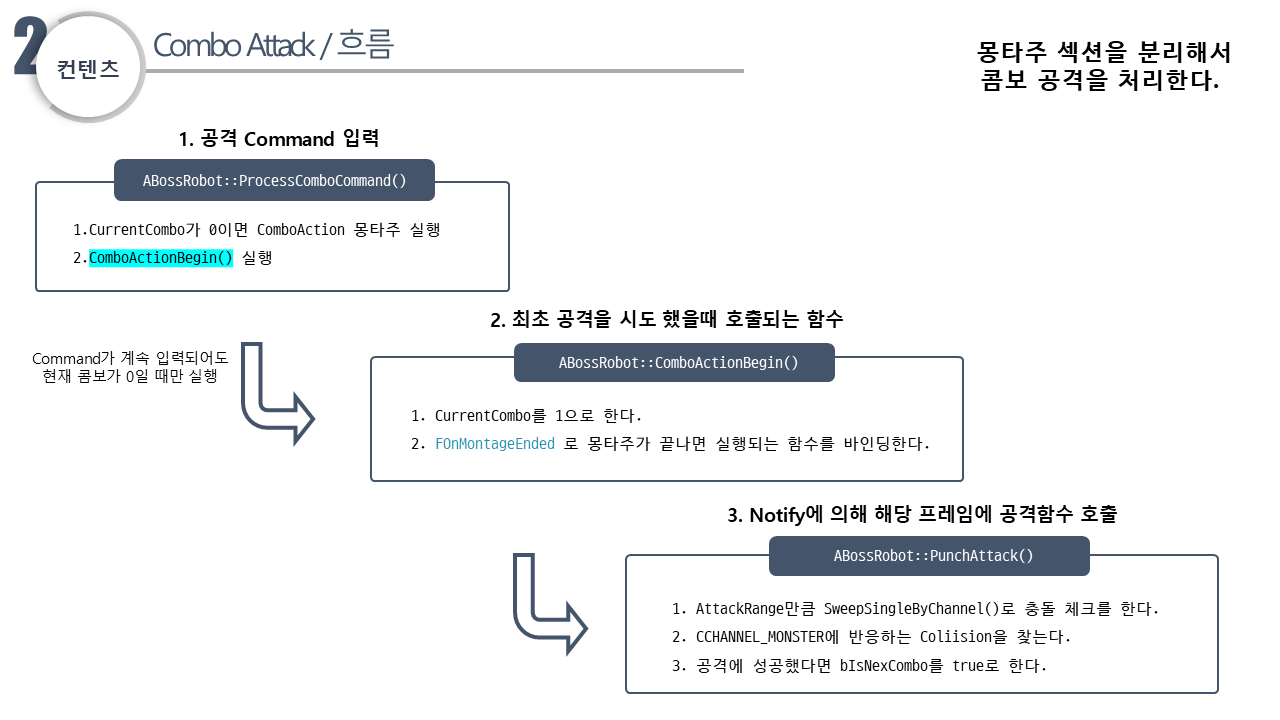 2
컨텐츠
Combo Attack / 흐름
몽타주 섹션을 분리해서
콤보 공격을 처리한다.
1. 공격 Command 입력
ABossRobot::ProcessComboCommand()
1.CurrentCombo가 0이면 ComboAction 몽타주 실행
2.ComboActionBegin() 실행
2. 최초 공격을 시도 했을때 호출되는 함수
Command가 계속 입력되어도
현재 콤보가 0일 때만 실행
ABossRobot::ComboActionBegin()
1. CurrentCombo를 1으로 한다.
2. FOnMontageEnded 로 몽타주가 끝나면 실행되는 함수를 바인딩한다.
3. Notify에 의해 해당 프레임에 공격함수 호출
ABossRobot::PunchAttack()
1. AttackRange만큼 SweepSingleByChannel()로 충돌 체크를 한다.
2. CCHANNEL_MONSTER에 반응하는 Coliision을 찾는다.
3. 공격에 성공했다면 bIsNexCombo를 true로 한다.